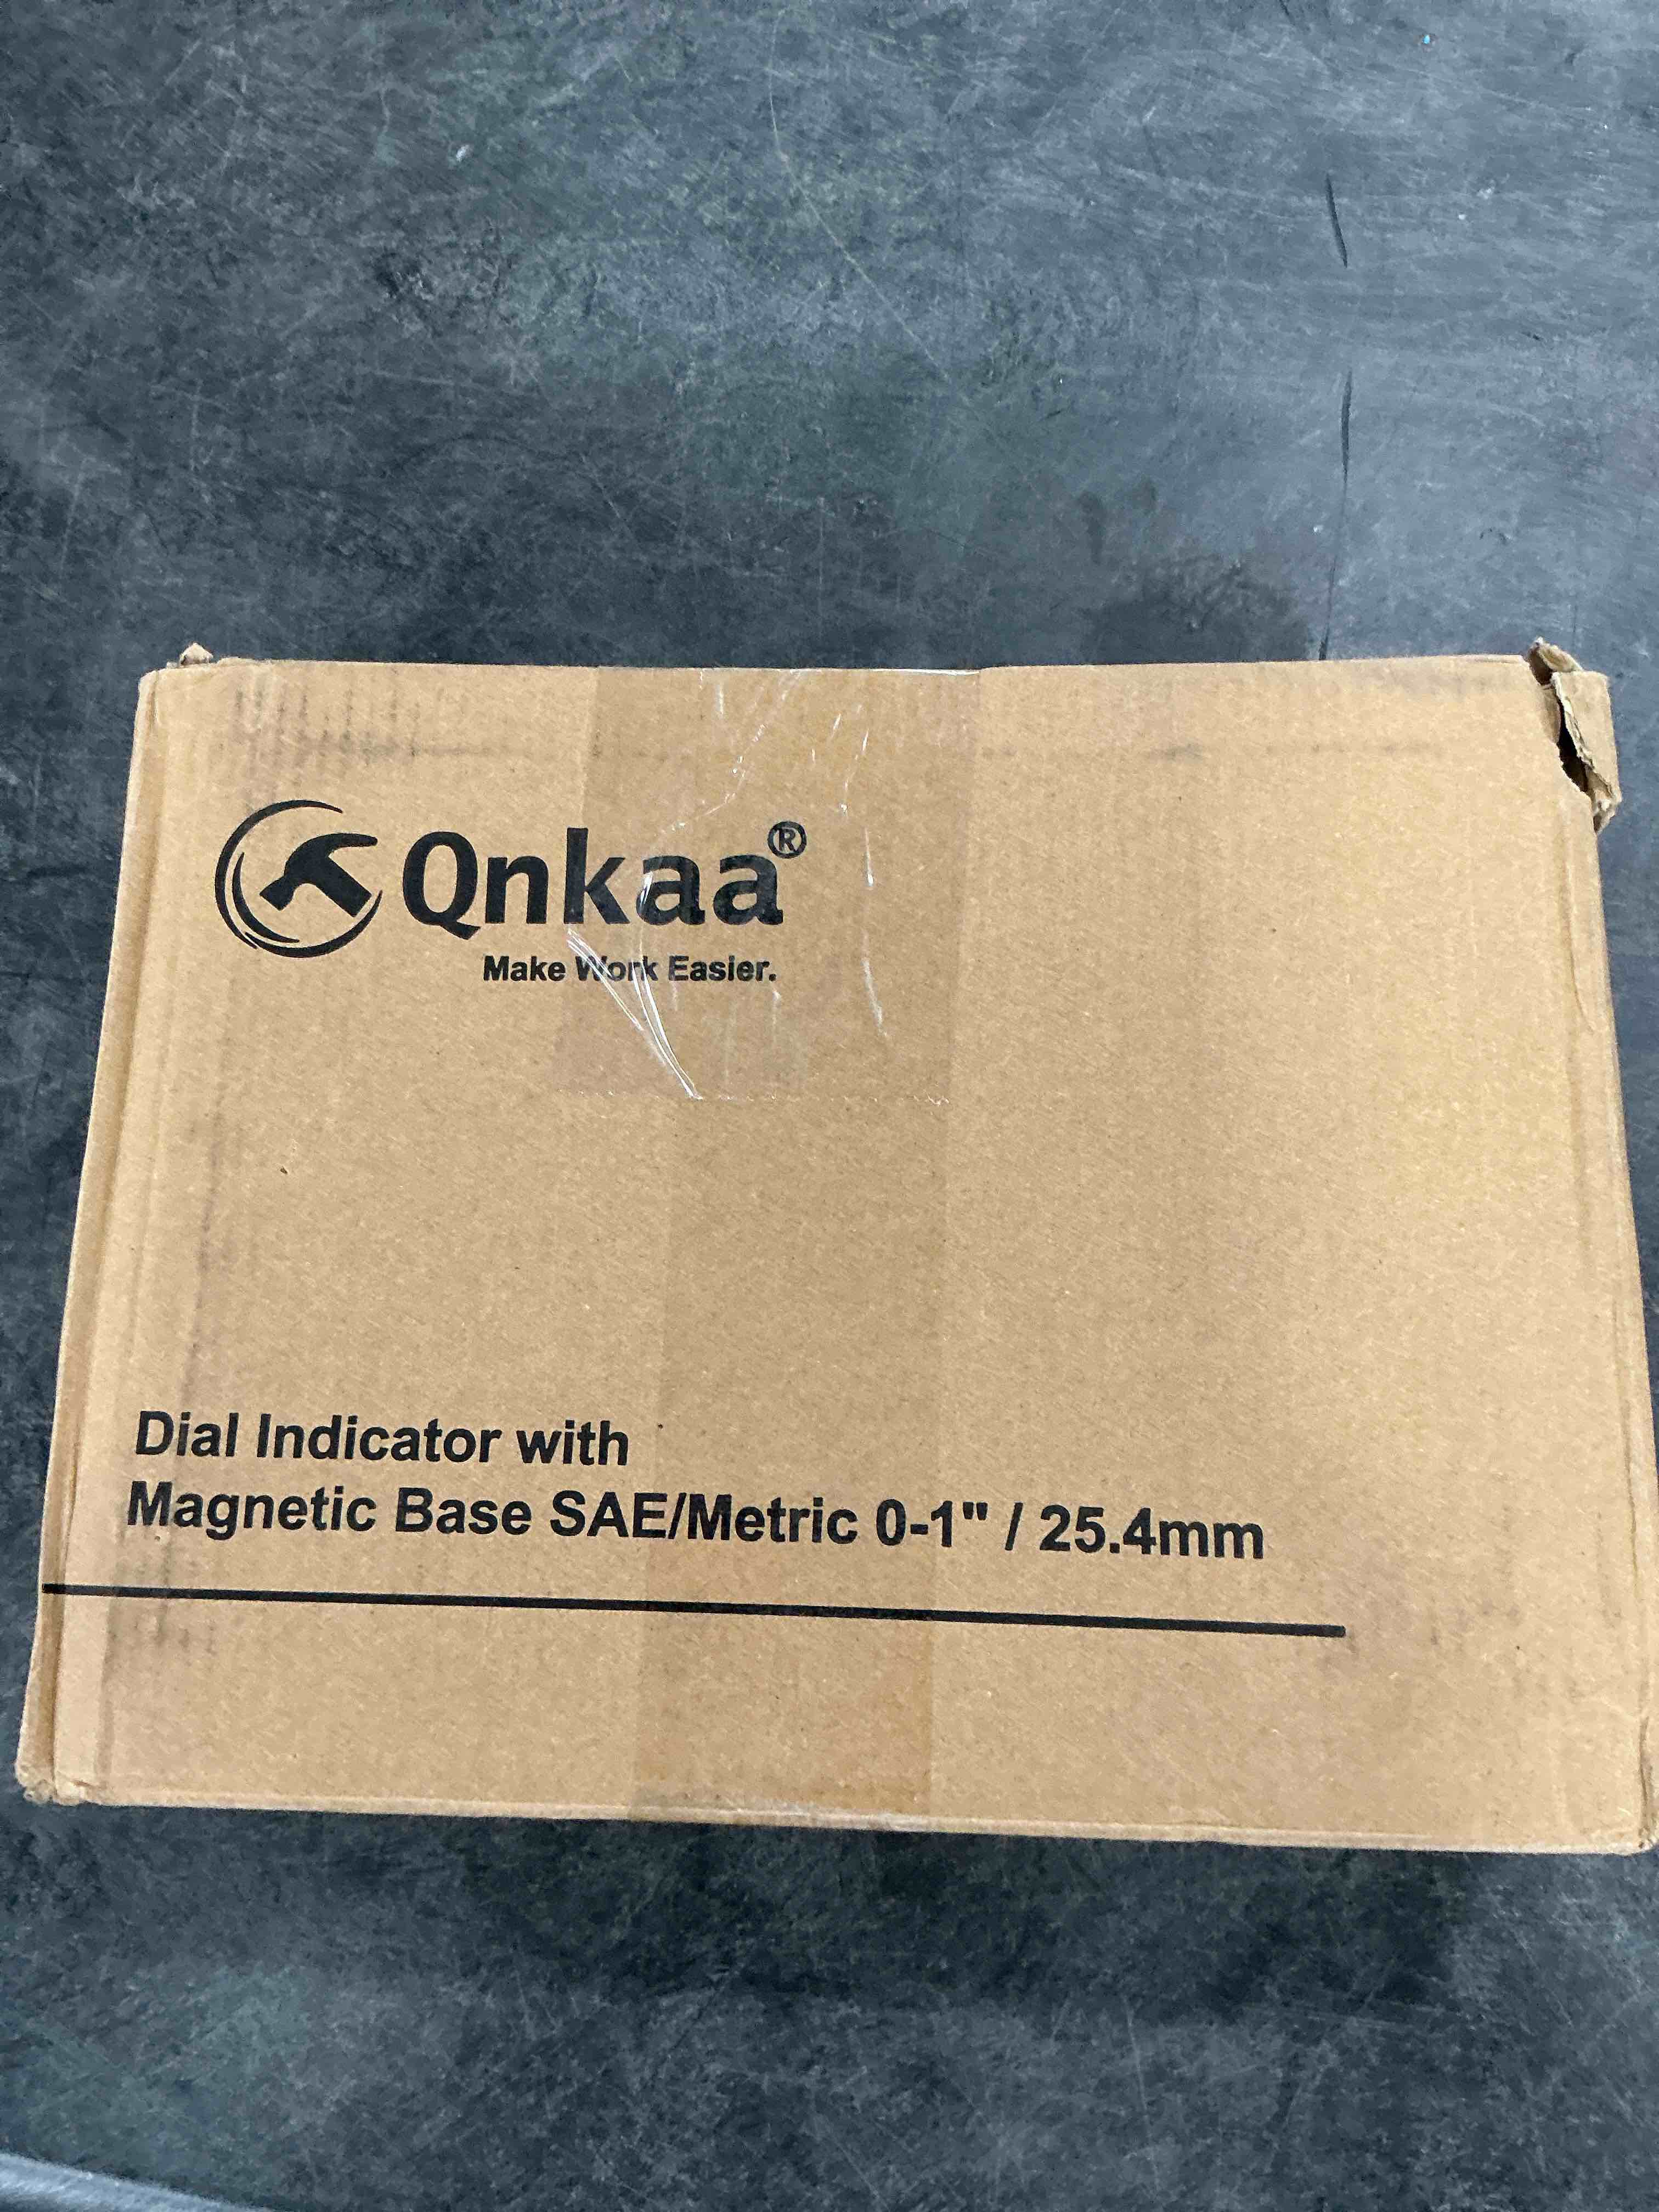 Qnkaa®
Make Work Easier.
Dial Indicator with
Magnetic Base SAE/Metric 0-1" / 25.4mm